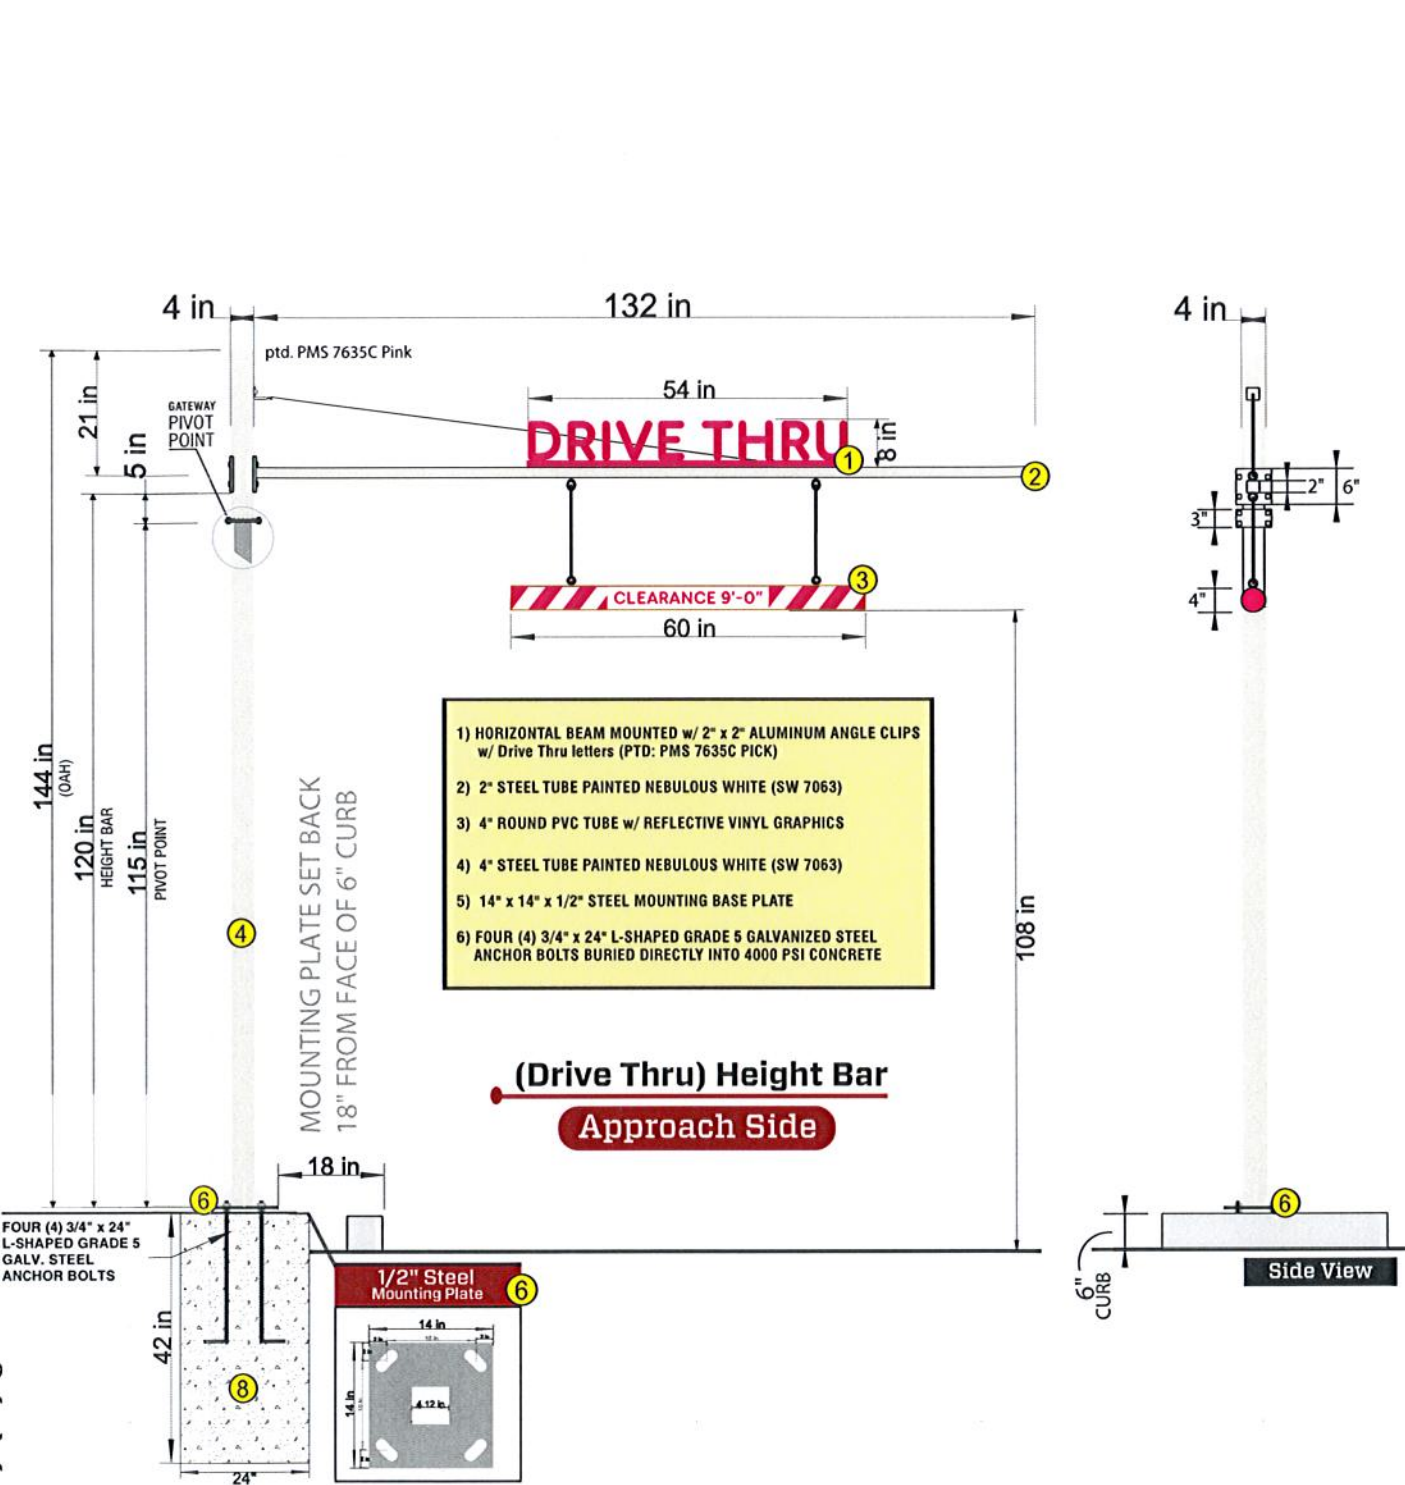 4 in
132 in
4 in
ptd. PMS 7635C Pink
21 in
5 in
GATEWAY
PIVOT
POINT
54 in
DRIVE THRU
8 in
1
2
2"
6"
3"
4"
CLEARANCE 9'-0"
3
60 in
144 in
(OAH)
120 in
HEIGHT BAR
115 in
PIVOT POINT
4
MOUNTING PLATE SET BACK
18" FROM FACE OF 6" CURB
1) HORIZONTAL BEAM MOUNTED w/ 2" x 2" ALUMINUM ANGLE CLIPS
w/ Drive Thru letters (PTD: PMS 7635C PICK)
2) 2" STEEL TUBE PAINTED NEBULOUS WHITE (SW 7063)
3) 4" ROUND PVC TUBE w/ REFLECTIVE VINYL GRAPHICS
4) 4" STEEL TUBE PAINTED NEBULOUS WHITE (SW 7063)
5) 14" x 14" x 1/2" STEEL MOUNTING BASE PLATE
6) FOUR (4) 3/4" x 24" L-SHAPED GRADE 5 GALVANIZED STEEL
ANCHOR BOLTS BURIED DIRECTLY INTO 4000 PSI CONCRETE
108 in
(Drive Thru) Height Bar
Approach Side
18 in
6
6
FOUR (4) 3/4" x 24"
L-SHAPED GRADE 5
GALV. STEEL
ANCHOR BOLTS
42 in
8
24"
1/2" Steel
Mounting Plate
6
14 in
14 in
4.12 in
6"
CURB
Side View